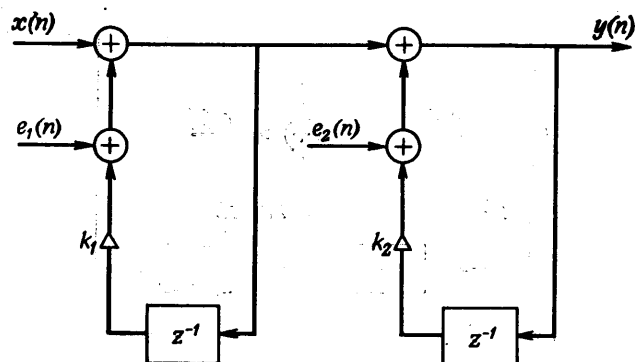 x(n)
y(n)
+
+
e₁(n)
+
e₂(n)
+
k₁
k₂
z⁻¹
z⁻¹